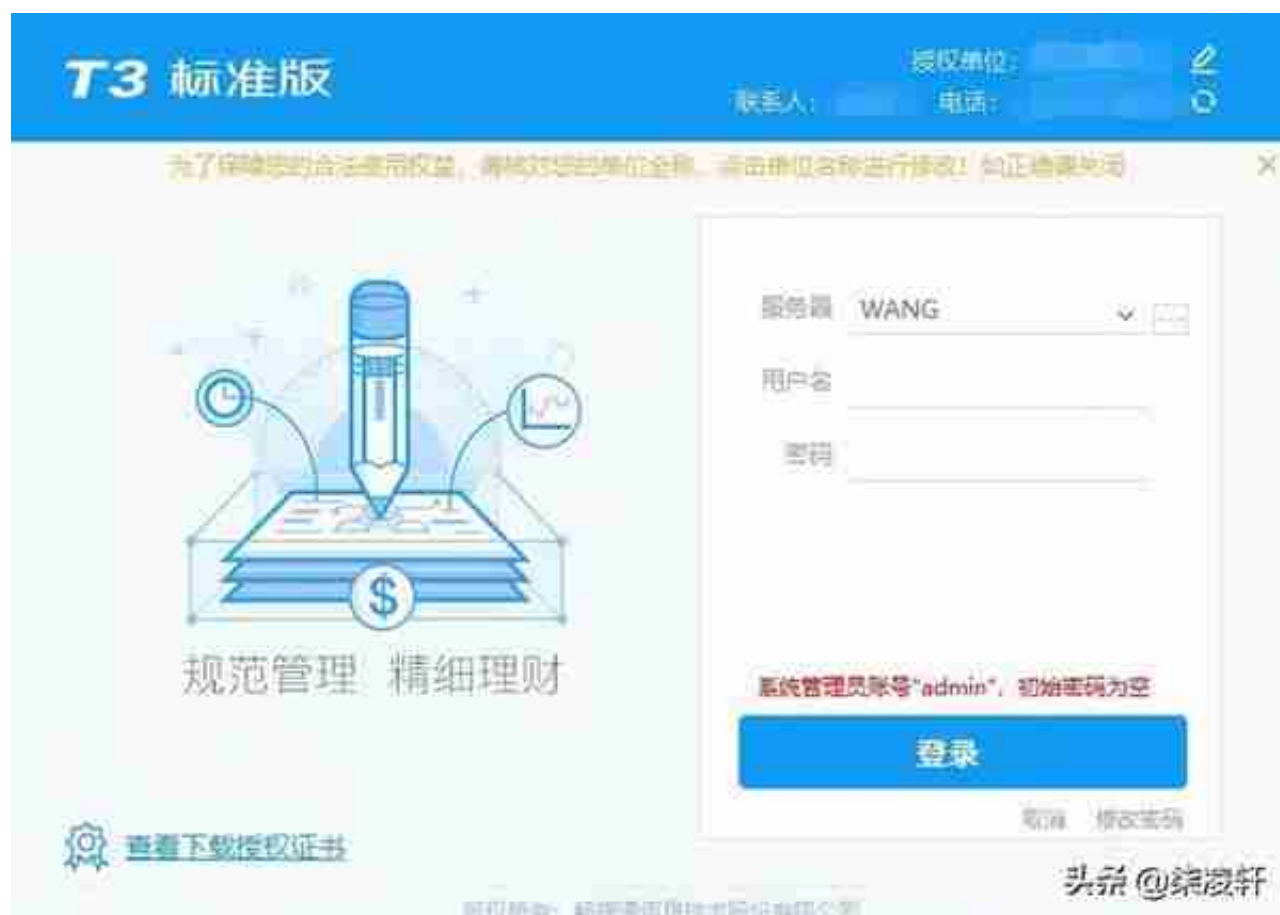 T3 标准版
授权单位：
联系人： 电话：
为了保障您的合法使用权益，请核对您的单位全称，点击单位名称进行修改！如正确请关闭
服务器 WANG
用户名
密码
$
规范管理 精细理财
系统管理员账号"admin"，初始密码为空
登录
取消 修改密码
查看下载授权证书
头条 @柒凌轩